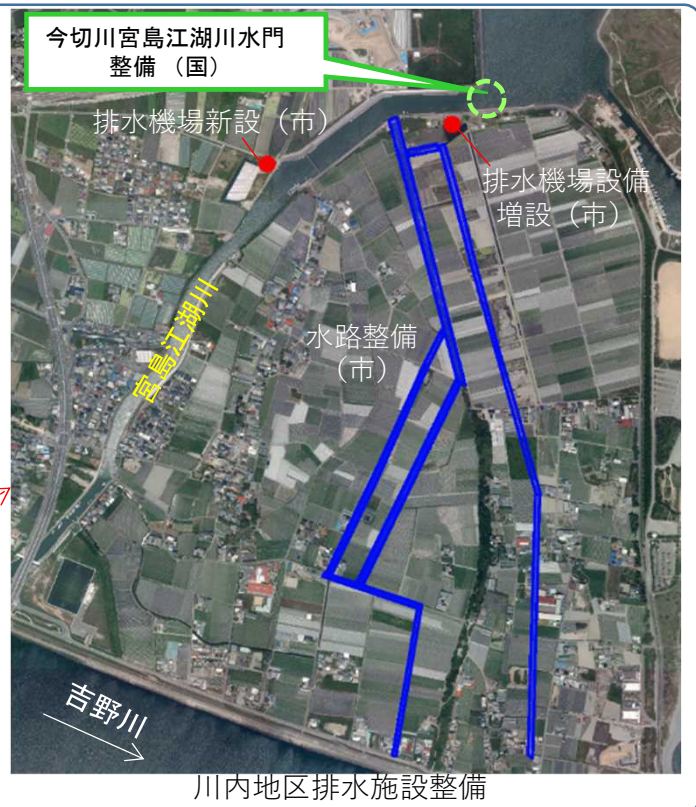 今切川宮島江湖川水門
整備 （国）
排水機場新設（市）
排水機場設備
増設（市）
水路整備
（市）
宮島江湖川
吉野川
川内地区排水施設整備